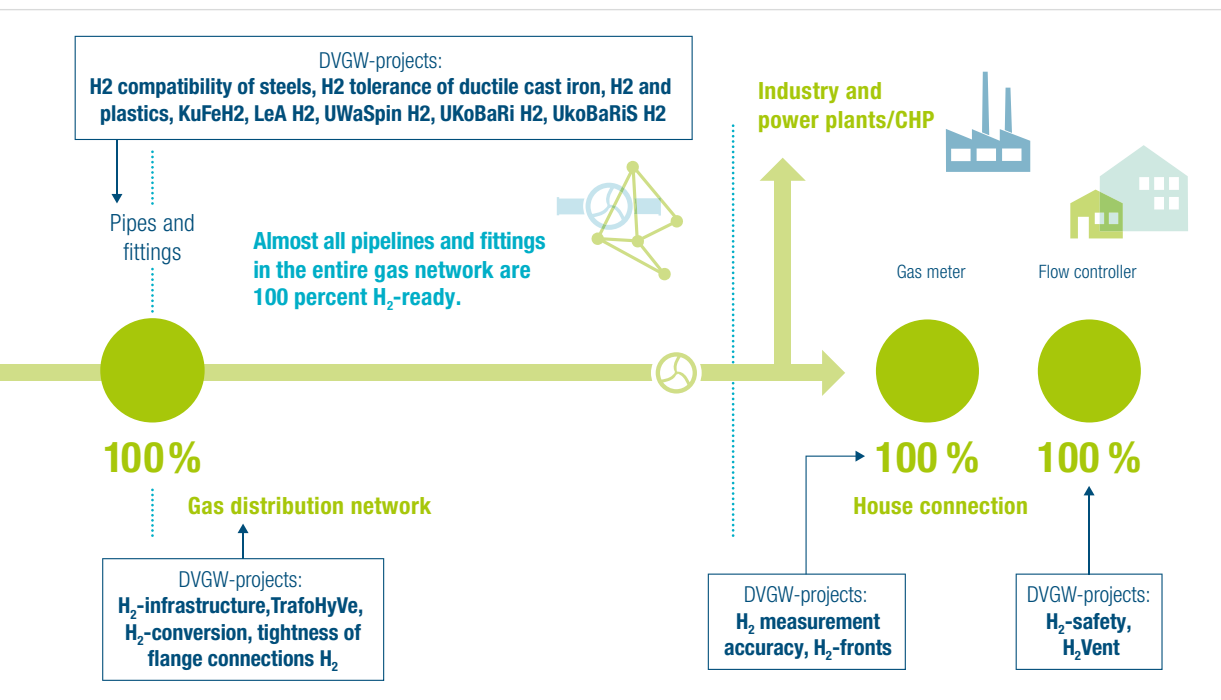 DVGW-projects:
H2 compatibility of steels, H2 tolerance of ductile cast iron, H2 and
plastics, KuFeH2, LeA H2, UWaSpin H2, UKoBaRi H2, UkoBaRiS H2
Industry and
power plants/CHP
Pipes and
fittings
Almost all pipelines and fittings
in the entire gas network are
100 percent H₂-ready.
Gas meter
Flow controller
100 %
100 %
100 %
Gas distribution network
House connection
DVGW-projects:
H₂-infrastructure,TrafoHyVe,
H₂-conversion, tightness of
flange connections H₂
DVGW-projects:
H₂ measurement
accuracy, H₂-fronts
DVGW-projects:
H₂-safety,
H₂Vent